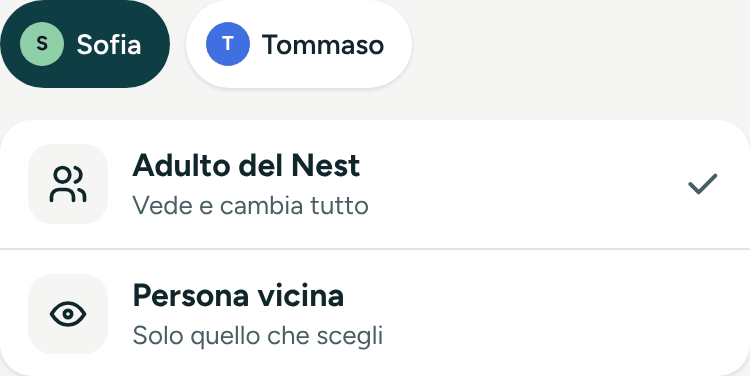 S Sofia T Tommaso
Adulto del Nest
Vede e cambia tutto
Persona vicina
Solo quello che scegli